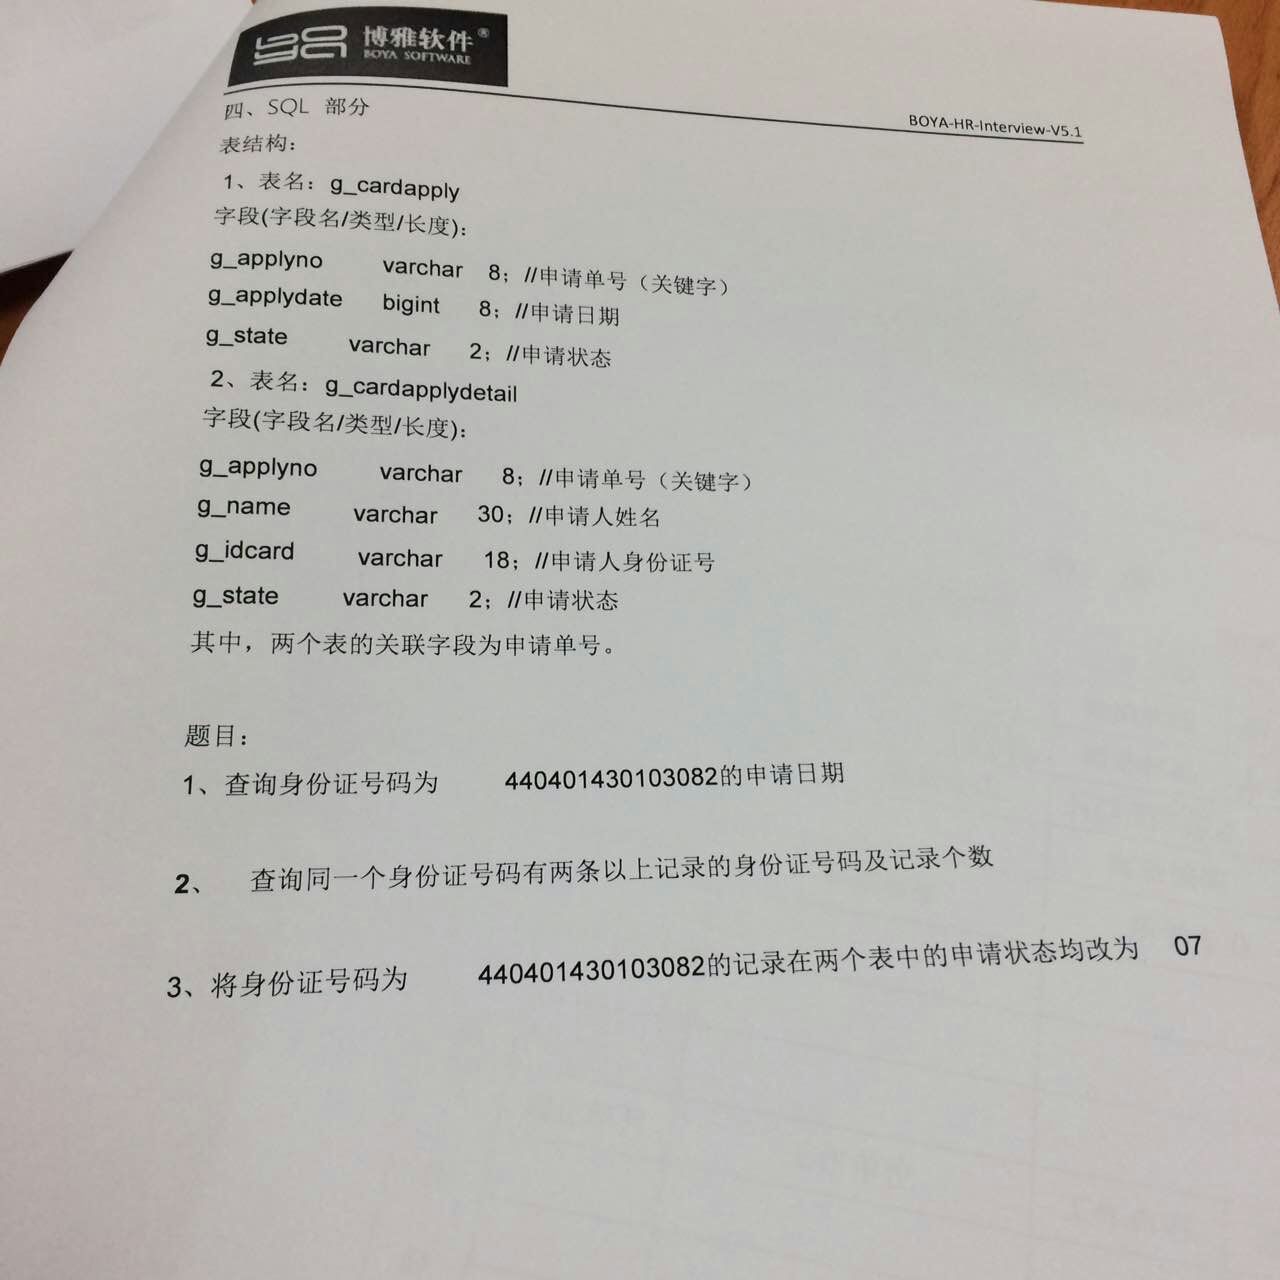 博雅软件®
BOYA SOFTWARE
BOYA-HR-Interview-V5.1
四、SQL 部分
表结构：
1、表名：g_cardapply
字段(字段名/类型/长度)：
g_applyno varchar 8；//申请单号（关键字）
g_applydate bigint 8；//申请日期
g_state varchar 2；//申请状态
2、表名：g_cardapplydetail
字段(字段名/类型/长度)：
g_applyno varchar 8；//申请单号（关键字）
g_name varchar 30；//申请人姓名
g_idcard varchar 18；//申请人身份证号
g_state varchar 2；//申请状态
其中，两个表的关联字段为申请单号。
题目：
1、查询身份证号码为 440401430103082的申请日期
2、 查询同一个身份证号码有两条以上记录的身份证号码及记录个数
3、将身份证号码为 440401430103082的记录在两个表中的申请状态均改为 07